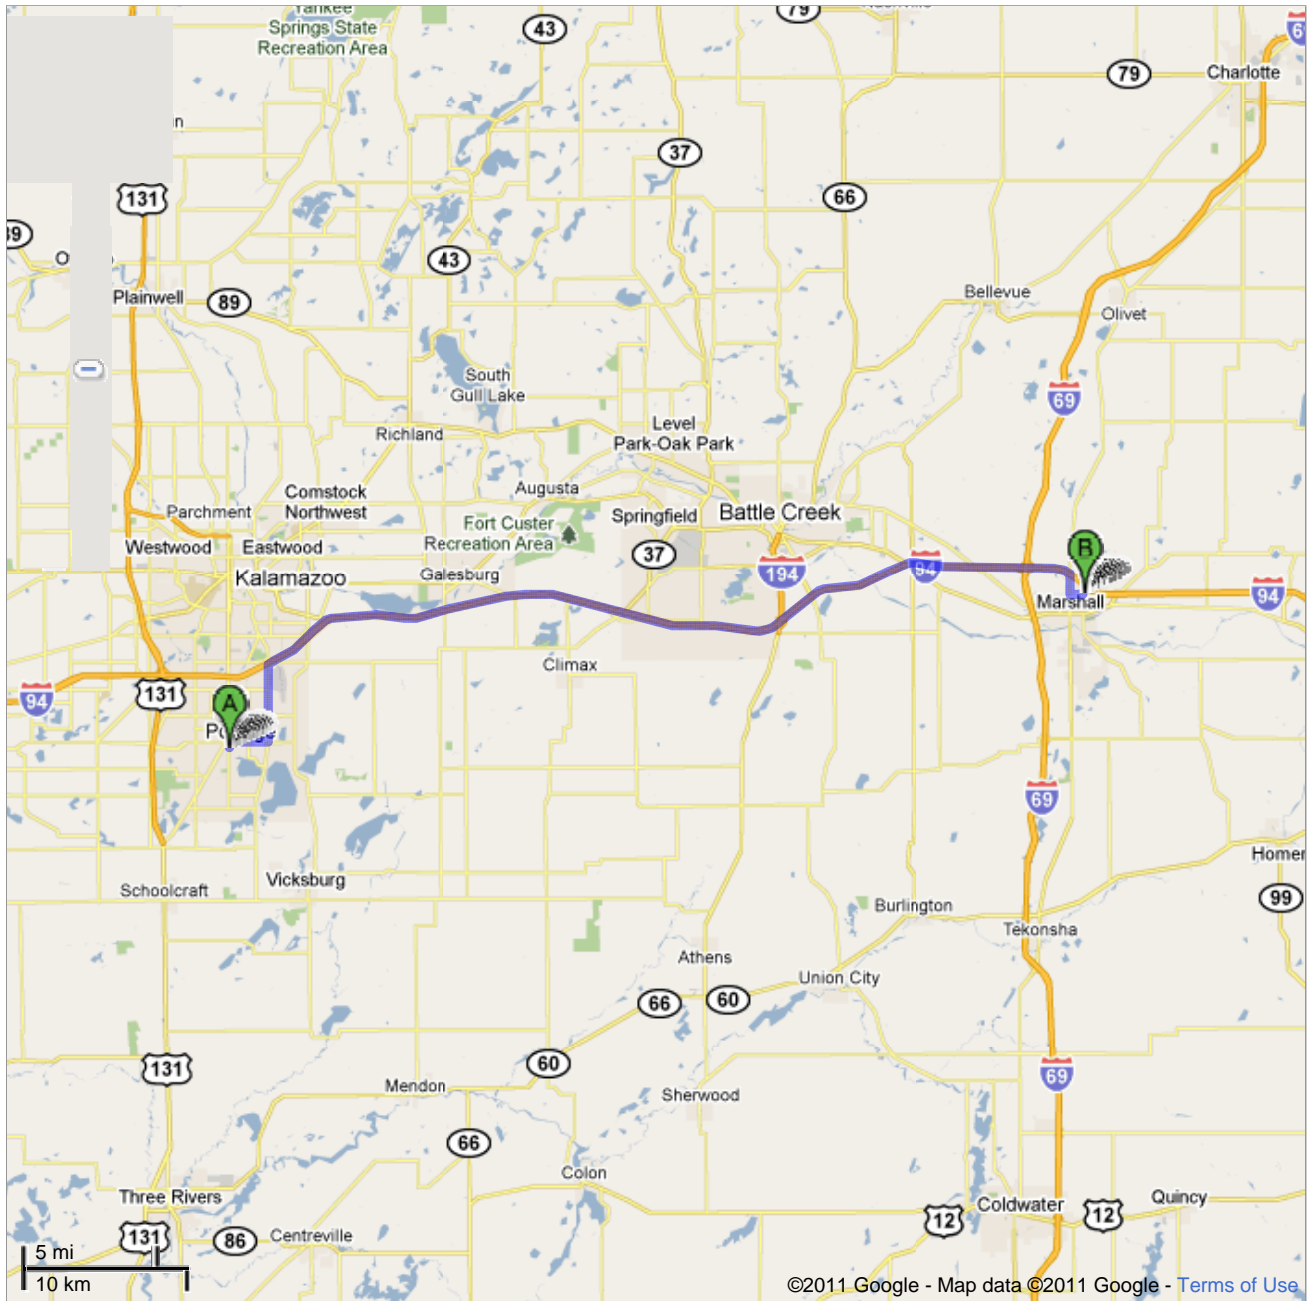 Yankee
Springs State
Recreation Area
43
79
79
Charlotte
37
66
131
43
Plainwell
89
Bellevue
Olivet
69
South
Gull Lake
Level
Park-Oak Park
Richland
Augusta
Comstock
Northwest
Parchment
Fort Custer
Recreation Area
Springfield
Battle Creek
Westwood
Eastwood
37
194
94
B
Kalamazoo
Galesburg
Marshall
94
Climax
94
131
A
69
Homer
Schoolcraft
Vicksburg
99
Burlington
Tekonsha
Athens
Union City
66
60
131
60
69
Mendon
Sherwood
66
Colon
Three Rivers
Coldwater
Quincy
12
12
131
86
Centreville
5 mi
10 km
©2011 Google - Map data ©2011 Google - Terms of Use